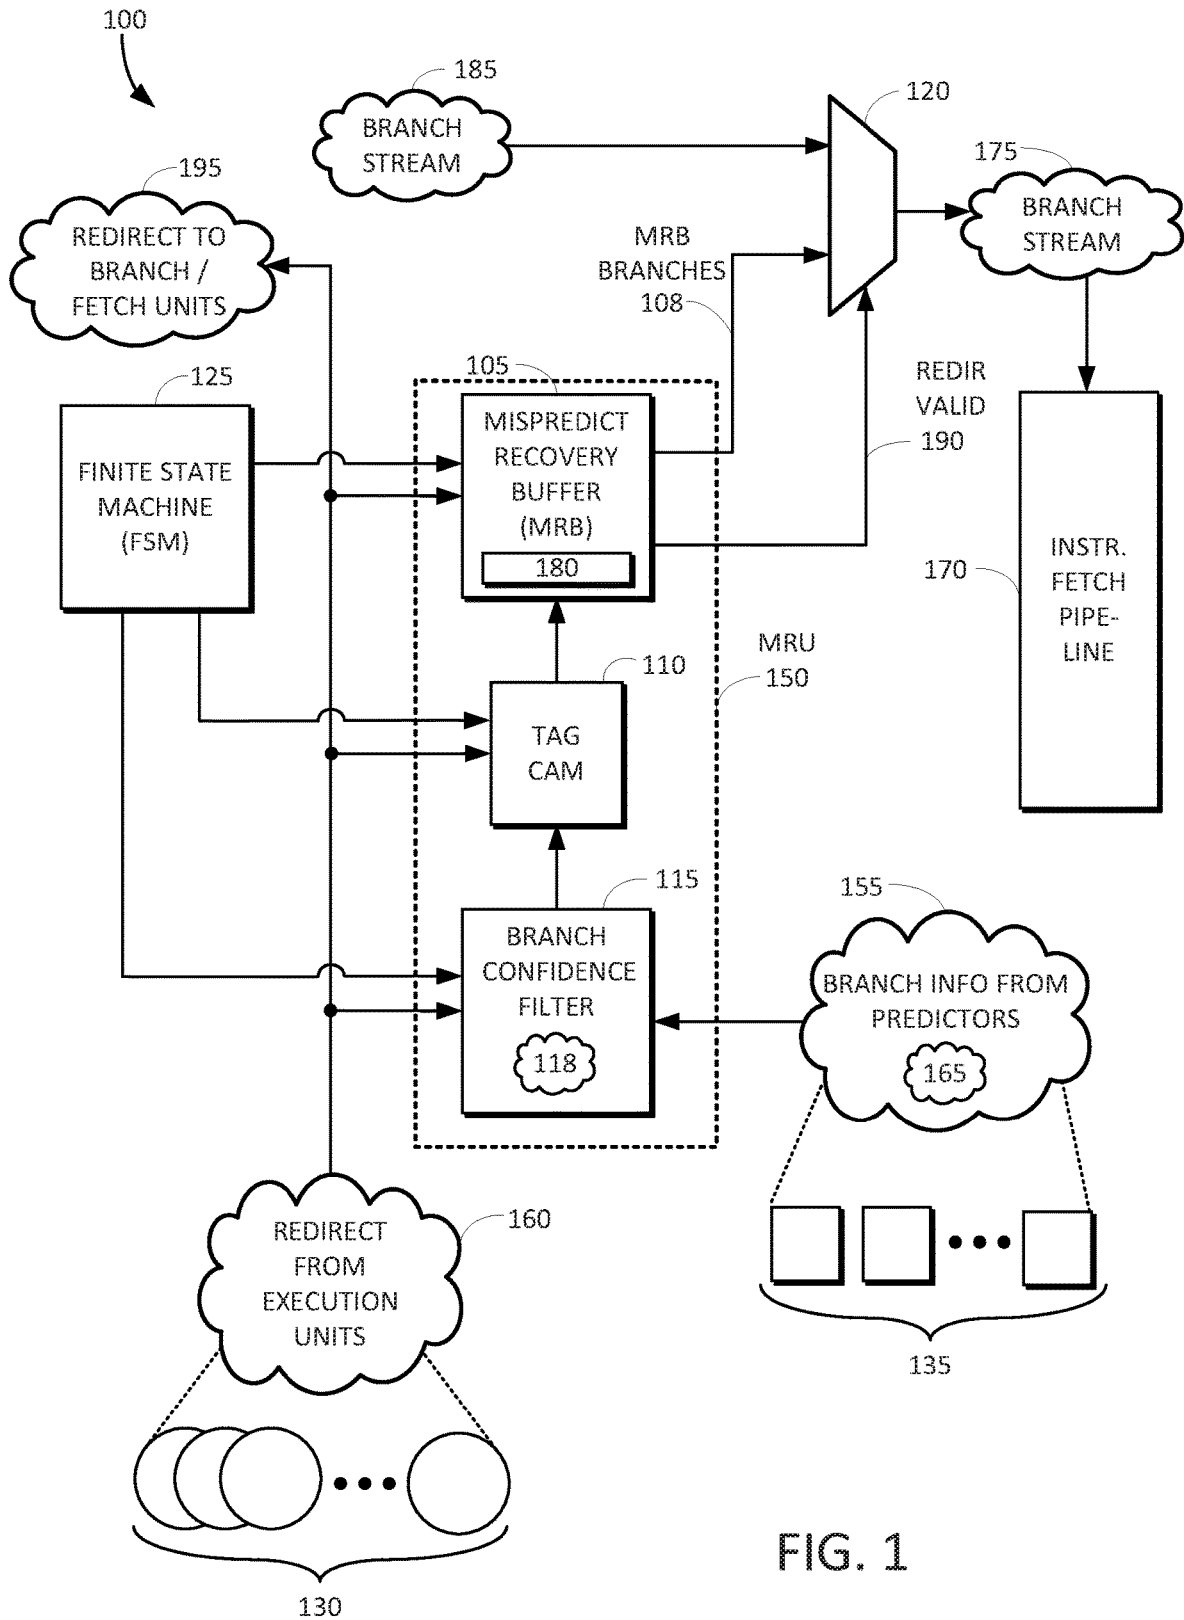 100
185
BRANCH
STREAM
120
195
REDIRECT TO
BRANCH /
FETCH UNITS
175
BRANCH
STREAM
MRB
BRANCHES
108
125
FINITE STATE
MACHINE
(FSM)
105
MISPREDICT
RECOVERY
BUFFER
(MRB)
180
REDIR
VALID
190
170
INSTR.
FETCH
PIPE-
LINE
MRU
150
110
TAG
CAM
115
BRANCH
CONFIDENCE
FILTER
118
155
BRANCH INFO FROM
PREDICTORS
165
160
REDIRECT
FROM
EXECUTION
UNITS
135
130
FIG. 1